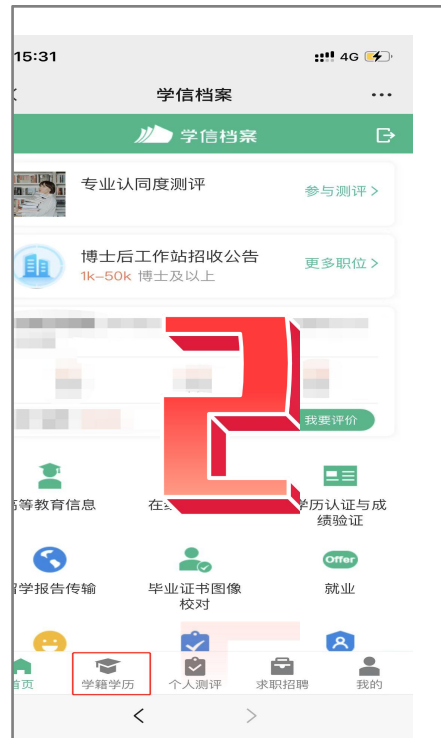 15:31
4G
学信档案
学信档案
专业认同度测评
参与测评 >
博士后工作站招收公告
更多职位 >
1k–50k 博士及以上
2
我要评价
等教育信息
学历认证与成
绩验证
学报告传输
毕业证书图像
校对
Offer
就业
首页
学籍学历
个人测评
求职招聘
我的